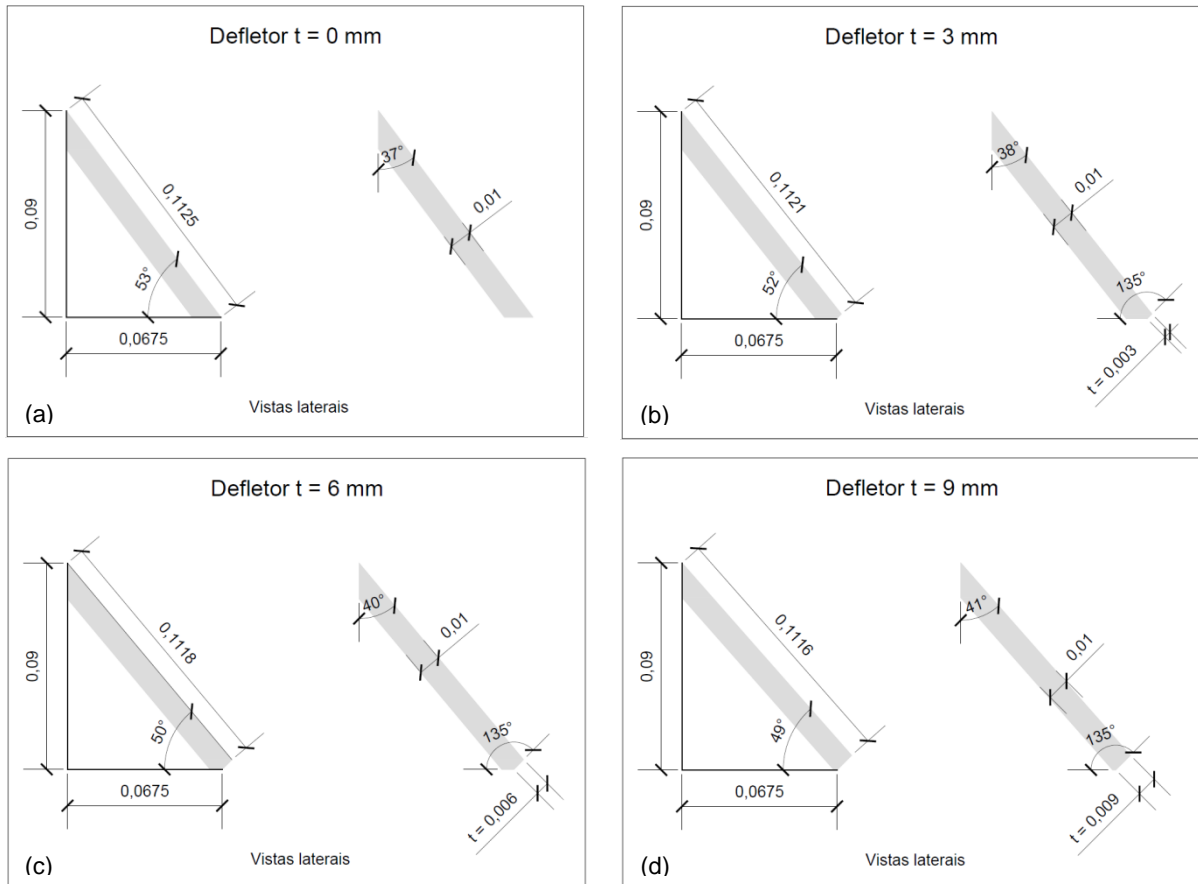 Defletor t = 0 mm
0,09
0,1125
53°
0,0675
37°
0,01
Vistas laterais
(a)
Defletor t = 3 mm
0,09
0,1121
52°
0,0675
38°
0,01
135°
t = 0,003
Vistas laterais
(b)
Defletor t = 6 mm
0,09
0,1118
50°
0,0675
40°
0,01
135°
t = 0,006
Vistas laterais
(c)
Defletor t = 9 mm
0,09
0,1116
49°
0,0675
41°
0,01
135°
t = 0,009
Vistas laterais
(d)